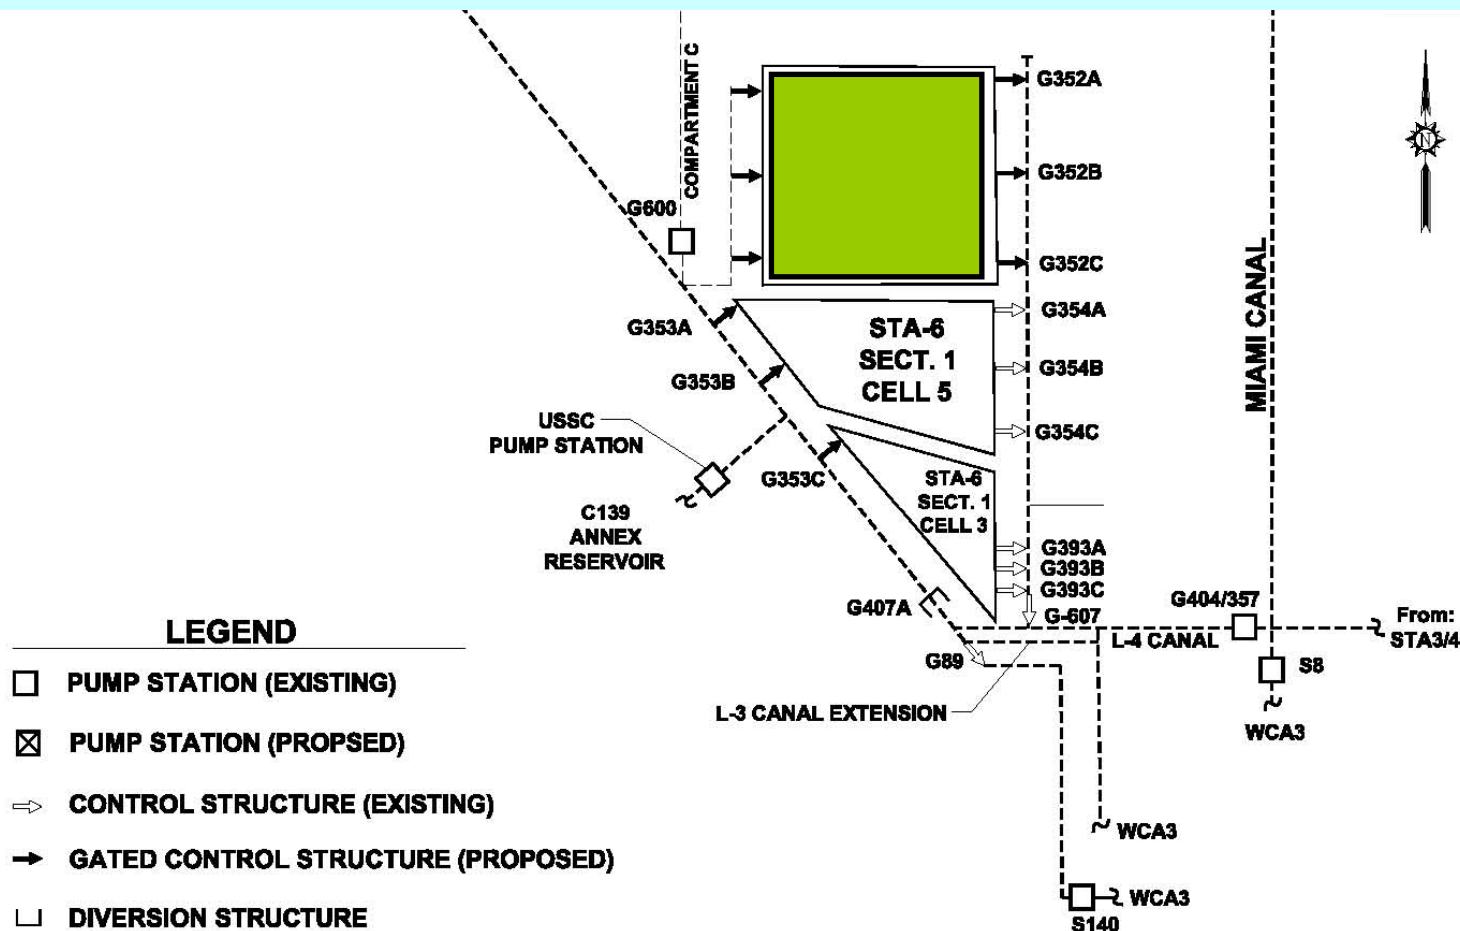 COMPARTMENT C
G352A
N
G352B
G600
G352C
MIAMI CANAL
G354A
G353A
STA-6
SECT. 1
CELL 5
G354B
G353B
USSC
PUMP STATION
G354C
G353C
STA-6
SECT. 1
CELL 3
C139
ANNEX
RESERVOIR
G393A
G393B
G393C
G407A
G-607
G404/357
From:
STA3/4
L-4 CANAL
G89
S8
L-3 CANAL EXTENSION
WCA3
WCA3
WCA3
S140
LEGEND
PUMP STATION (EXISTING)
PUMP STATION (PROPSED)
CONTROL STRUCTURE (EXISTING)
GATED CONTROL STRUCTURE (PROPOSED)
DIVERSION STRUCTURE